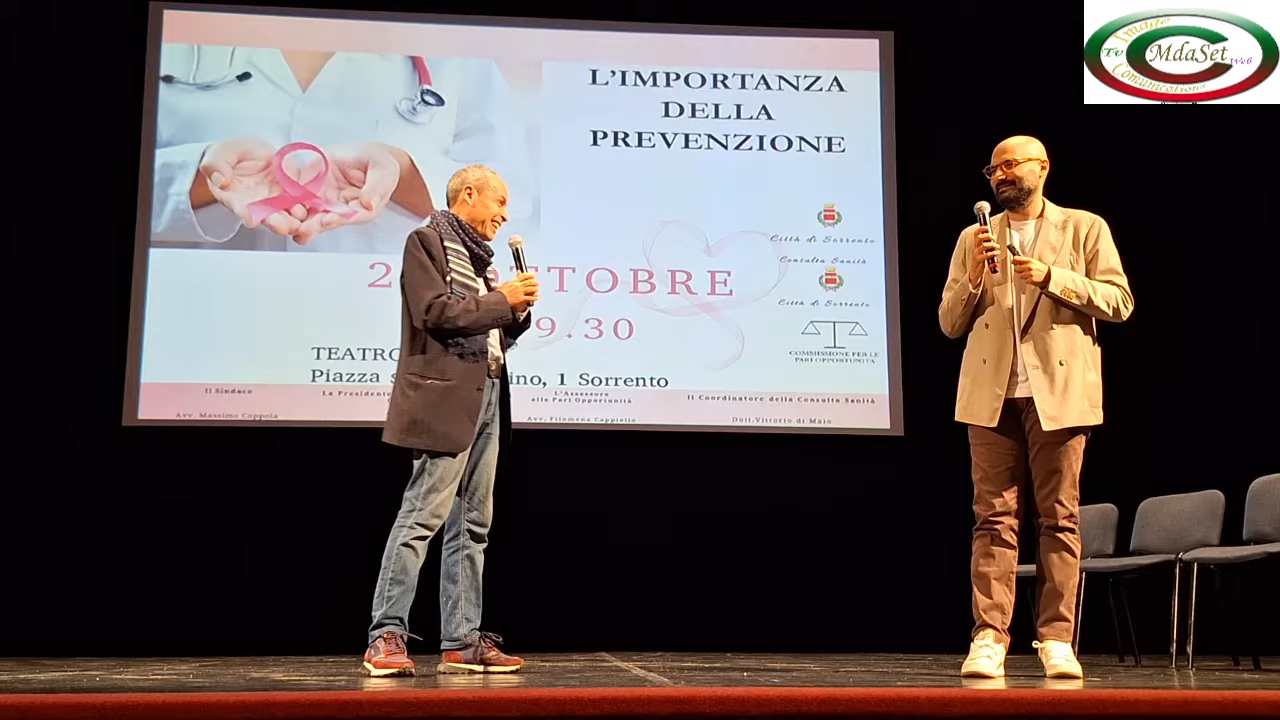 Image
Tv MdaSet Web
Comunications
L'IMPORTANZA
DELLA
PREVENZIONE
Città di Sorrento
Consulta Sanità
Città di Sorrento
2 OTTOBRE
9.30
COMMISSIONE PER LE
PARI OPPORTUNITÀ
TEATRO
Piazza ino, 1 Sorrento
Il Sindaco La Presidente L'Assessore Il Coordinatore della Consulta Sanità
alle Pari Opportunità
Avv. Massimo Coppola Avv. Filomena Cappiello Dott.Vittorio di Maio